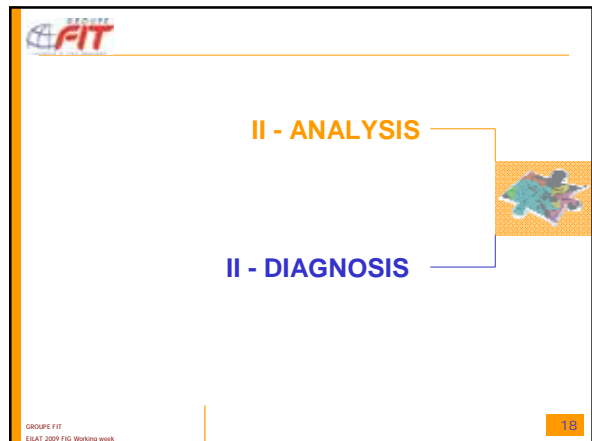 GROUPE
FIT
II - ANALYSIS
II - DIAGNOSIS
GROUPE FIT
EILAT 2009 FIG Working week
18